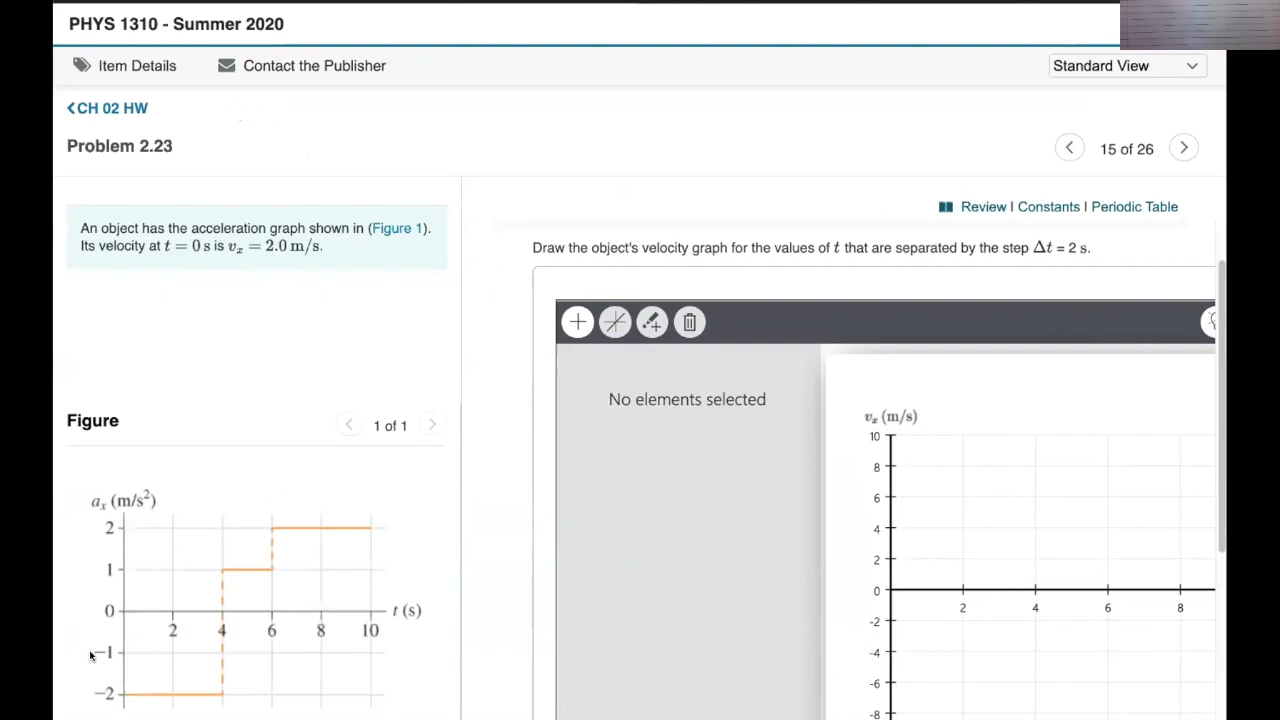 PHYS 1310 - Summer 2020
Item Details
Contact the Publisher
Standard View
CH 02 HW
Problem 2.23
15 of 26
An object has the acceleration graph shown in (Figure 1).
Its velocity at t = 0 s is vₓ = 2.0 m/s.
Review | Constants | Periodic Table
Draw the object's velocity graph for the values of t that are separated by the step Δt = 2 s.
No elements selected
Figure
1 of 1
aₓ (m/s²)
2
1
0
−1
−2
2 4 6 8 10
t (s)
vₓ (m/s)
10
8
6
4
2
0
-2
-4
-6
-8
2 4 6 8